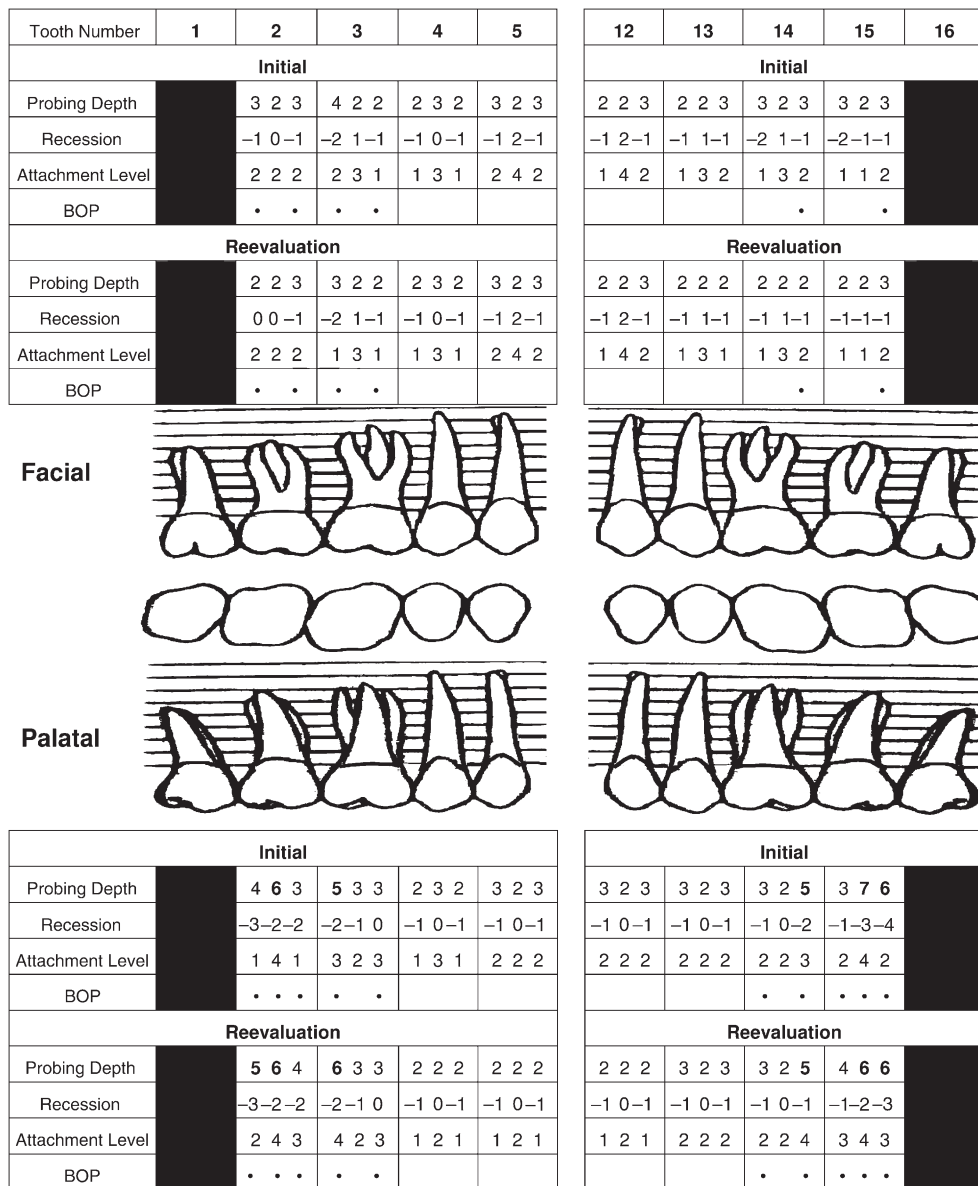 Tooth Number 1 2 3 4 5 12 13 14 15 16
Initial Initial
Probing Depth 3 2 3 4 2 2 2 3 2 3 2 3 2 2 3 2 2 3 3 2 3 3 2 3
Recession –1 0 –1 –2 1 –1 –1 0 –1 –1 2 –1 –1 2 –1 –1 1 –1 –2 1 –1 –2 –1 –1
Attachment Level 2 2 2 2 3 1 1 3 1 2 4 2 1 4 2 1 3 2 1 3 2 1 1 2
BOP • • • • • •
Reevaluation Reevaluation
Probing Depth 2 2 3 3 2 2 2 3 2 3 2 3 2 2 3 2 2 2 2 2 2 2 2 3
Recession 0 0 –1 –2 1 –1 –1 0 –1 –1 2 –1 –1 2 –1 –1 1 –1 –1 1 –1 –1 –1 –1
Attachment Level 2 2 2 1 3 1 1 3 1 2 4 2 1 4 2 1 3 1 1 3 2 1 1 2
BOP • • • • • •
Facial
Palatal
Initial Initial
Probing Depth 4 6 3 5 3 3 2 3 2 3 2 3 3 2 3 3 2 3 3 2 5 3 7 6
Recession –3 –2 –2 –2 –1 0 –1 0 –1 –1 0 –1 –1 0 –1 –1 0 –1 –1 0 –2 –1 –3 –4
Attachment Level 1 4 1 3 2 3 1 3 1 2 2 2 2 2 2 2 2 2 2 2 3 2 4 2
BOP • • • • • • • • • •
Reevaluation Reevaluation
Probing Depth 5 6 4 6 3 3 2 2 2 2 2 2 2 2 2 3 2 3 3 2 5 4 6 6
Recession –3 –2 –2 –2 –1 0 –1 0 –1 –1 0 –1 –1 0 –1 –1 0 –1 –1 0 –1 –1 –2 –3
Attachment Level 2 4 3 4 2 3 1 2 1 1 2 1 1 2 1 2 2 2 2 2 4 3 4 3
BOP • • • • • • • • • •